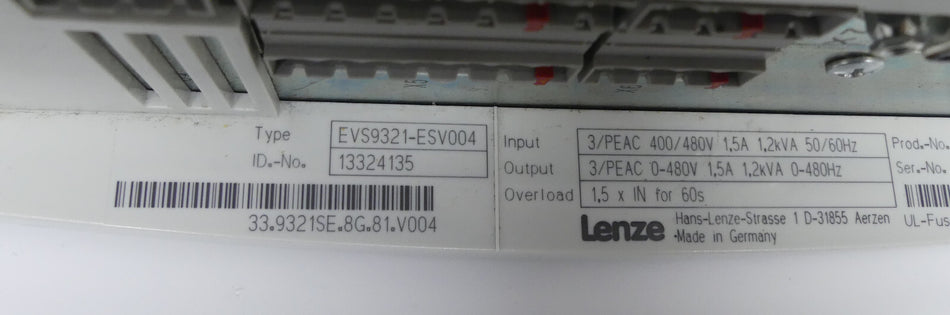 Type EVS9321-ESV004
ID.-No. 13324135
33.9321SE.8G.81.V004
Input 3/PEAC 400/480V 1,5A 1,2kVA 50/60Hz
Output 3/PEAC 0-480V 1,5A 1,2kVA 0-480Hz
Overload 1,5 x IN for 60s
Lenze Hans-Lenze-Strasse 1 D-31855 Aerzen
•Made in Germany
Prod.-No.
Ser.-No.
UL-Fus
X5